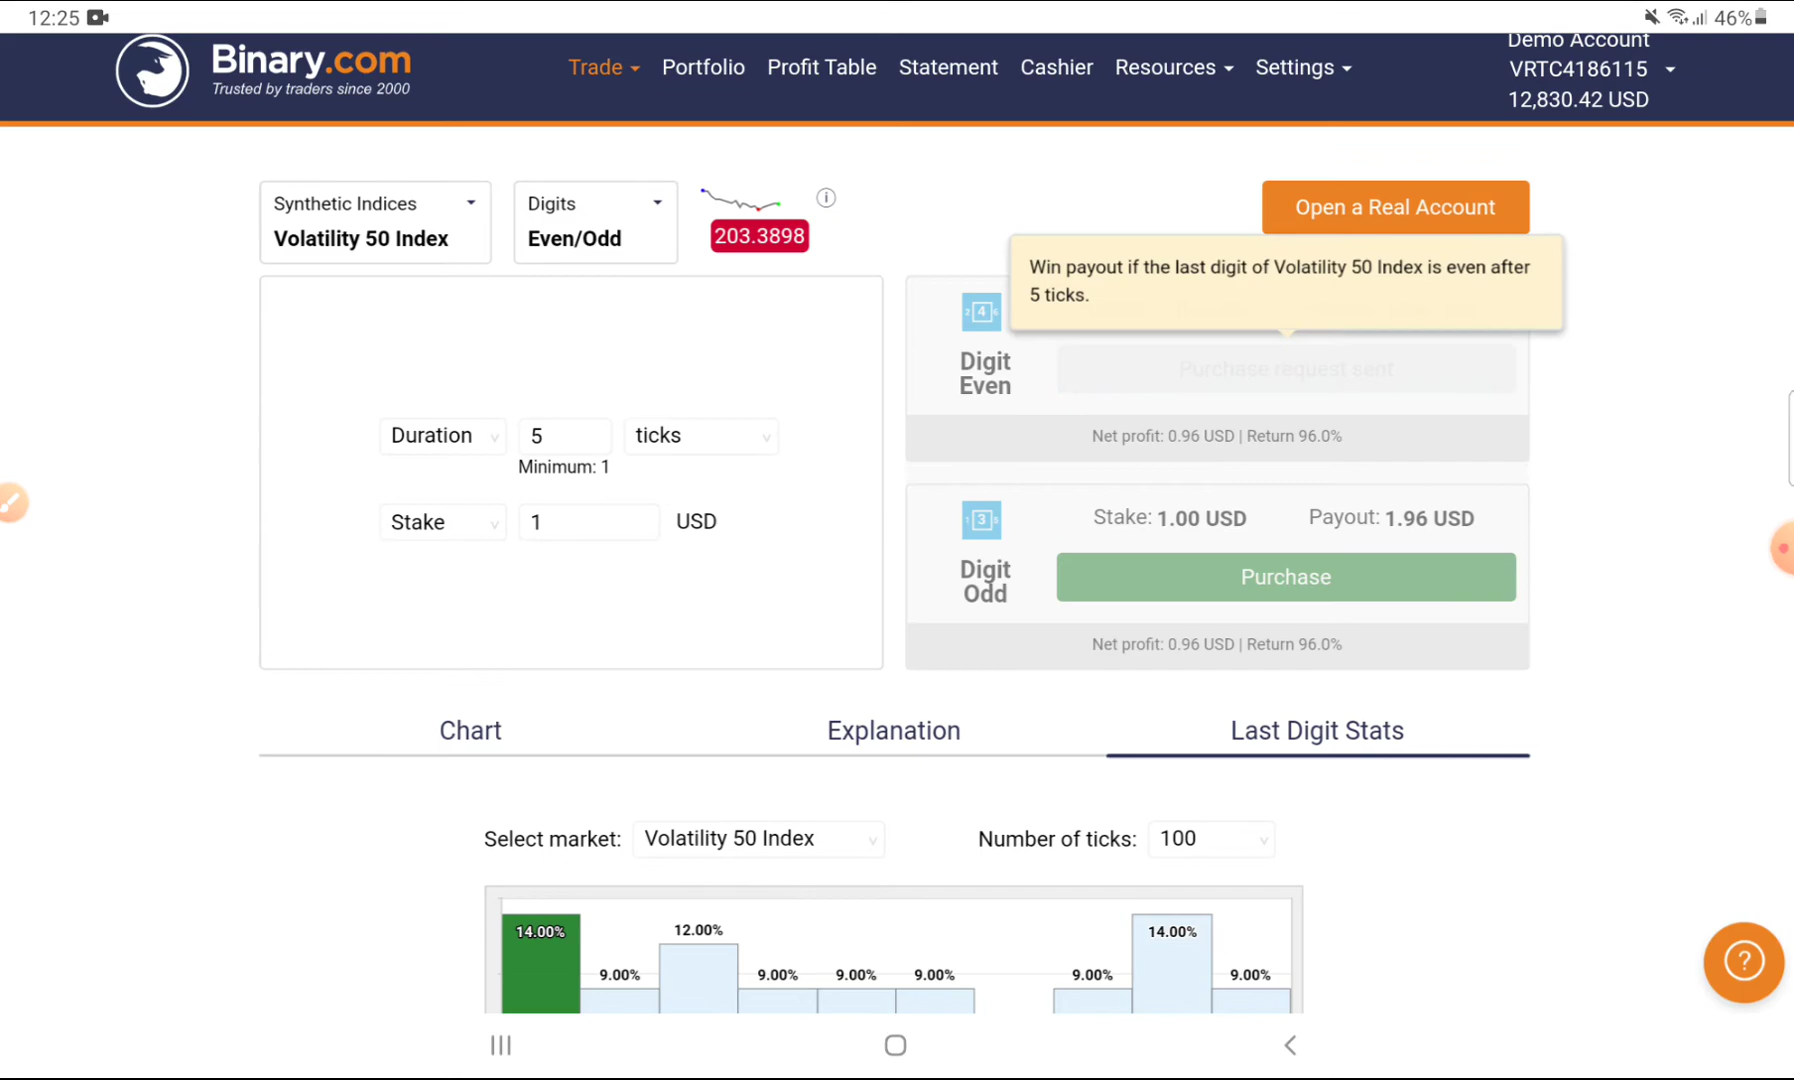 12:25
46%
Binary.com
Trusted by traders since 2000
Trade
Portfolio
Profit Table
Statement
Cashier
Resources
Settings
Demo Account
VRTC4186115
12,830.42 USD
Synthetic Indices
Volatility 50 Index
Digits
Even/Odd
203.3898
Open a Real Account
Win payout if the last digit of Volatility 50 Index is even after
5 ticks.
2 4 6
Digit
Even
Purchase request sent
Net profit: 0.96 USD | Return 96.0%
Duration
5
ticks
Minimum: 1
Stake
1
USD
1 3 5
Digit
Odd
Stake: 1.00 USD
Payout: 1.96 USD
Purchase
Net profit: 0.96 USD | Return 96.0%
Chart
Explanation
Last Digit Stats
Select market:
Volatility 50 Index
Number of ticks:
100
14.00%
9.00%
12.00%
9.00%
9.00%
9.00%
9.00%
14.00%
9.00%
?